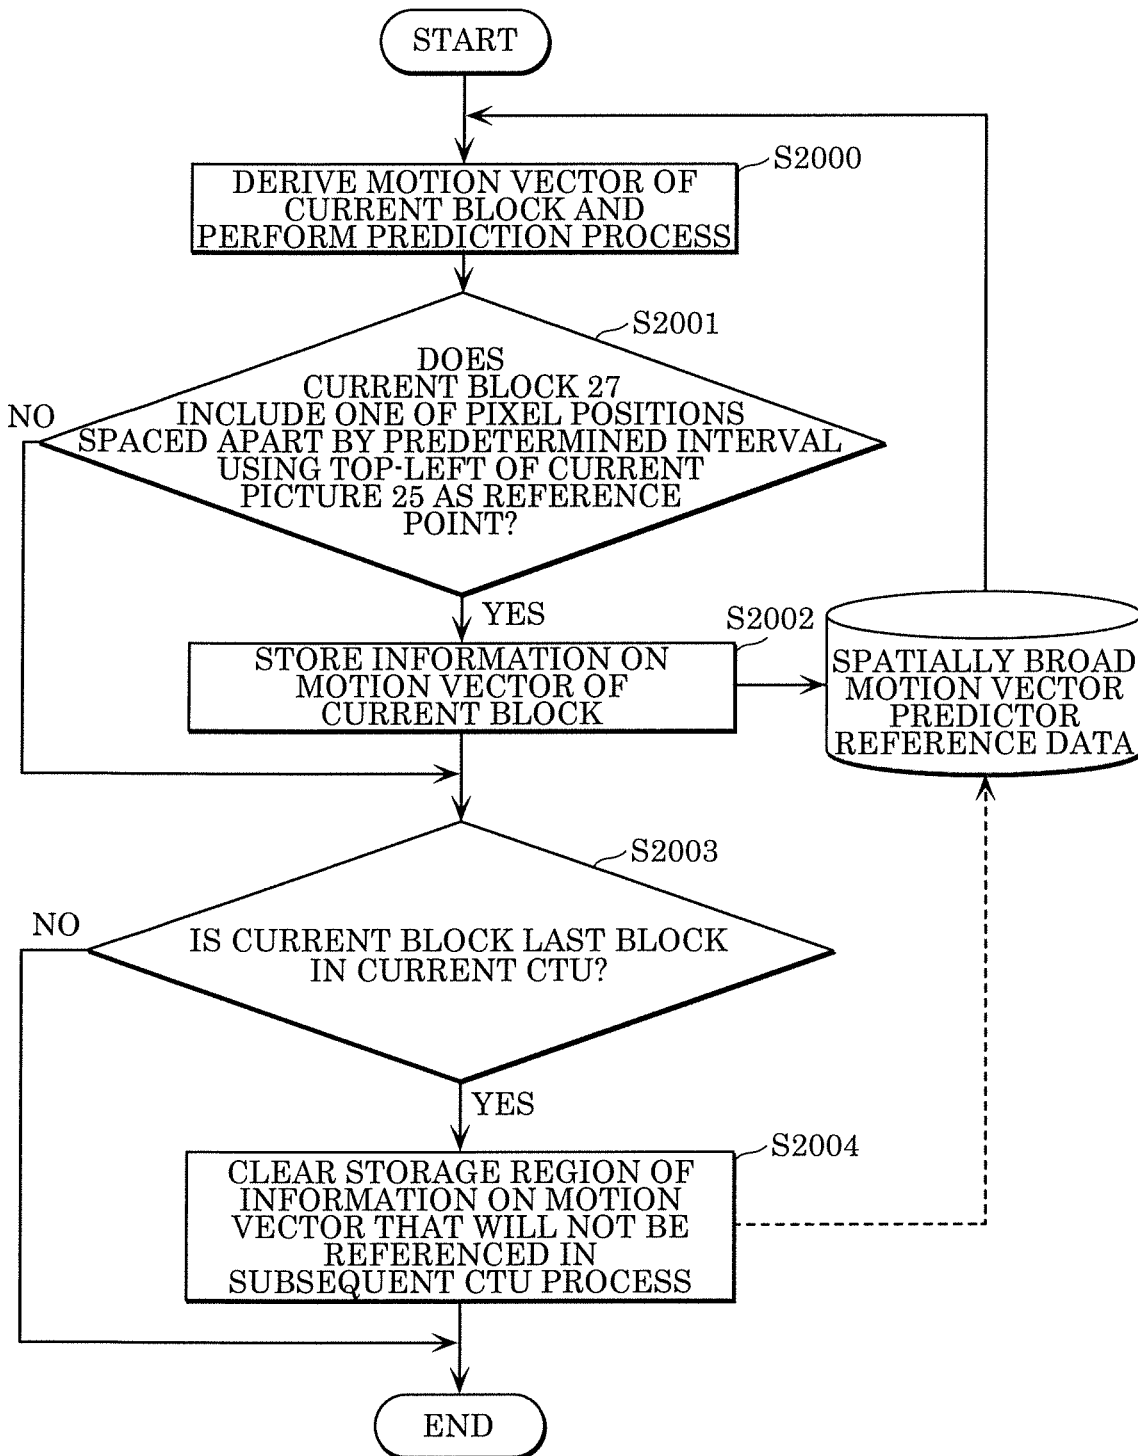 START
S2000
DERIVE MOTION VECTOR OF
CURRENT BLOCK AND
PERFORM PREDICTION PROCESS
S2001
DOES
CURRENT BLOCK 27
INCLUDE ONE OF PIXEL POSITIONS
SPACED APART BY PREDETERMINED INTERVAL
USING TOP-LEFT OF CURRENT
PICTURE 25 AS REFERENCE
POINT?
NO
YES
S2002
STORE INFORMATION ON
MOTION VECTOR OF
CURRENT BLOCK
SPATIALLY BROAD
MOTION VECTOR
PREDICTOR
REFERENCE DATA
S2003
IS CURRENT BLOCK LAST BLOCK
IN CURRENT CTU?
NO
YES
S2004
CLEAR STORAGE REGION OF
INFORMATION ON MOTION
VECTOR THAT WILL NOT BE
REFERENCED IN
SUBSEQUENT CTU PROCESS
END